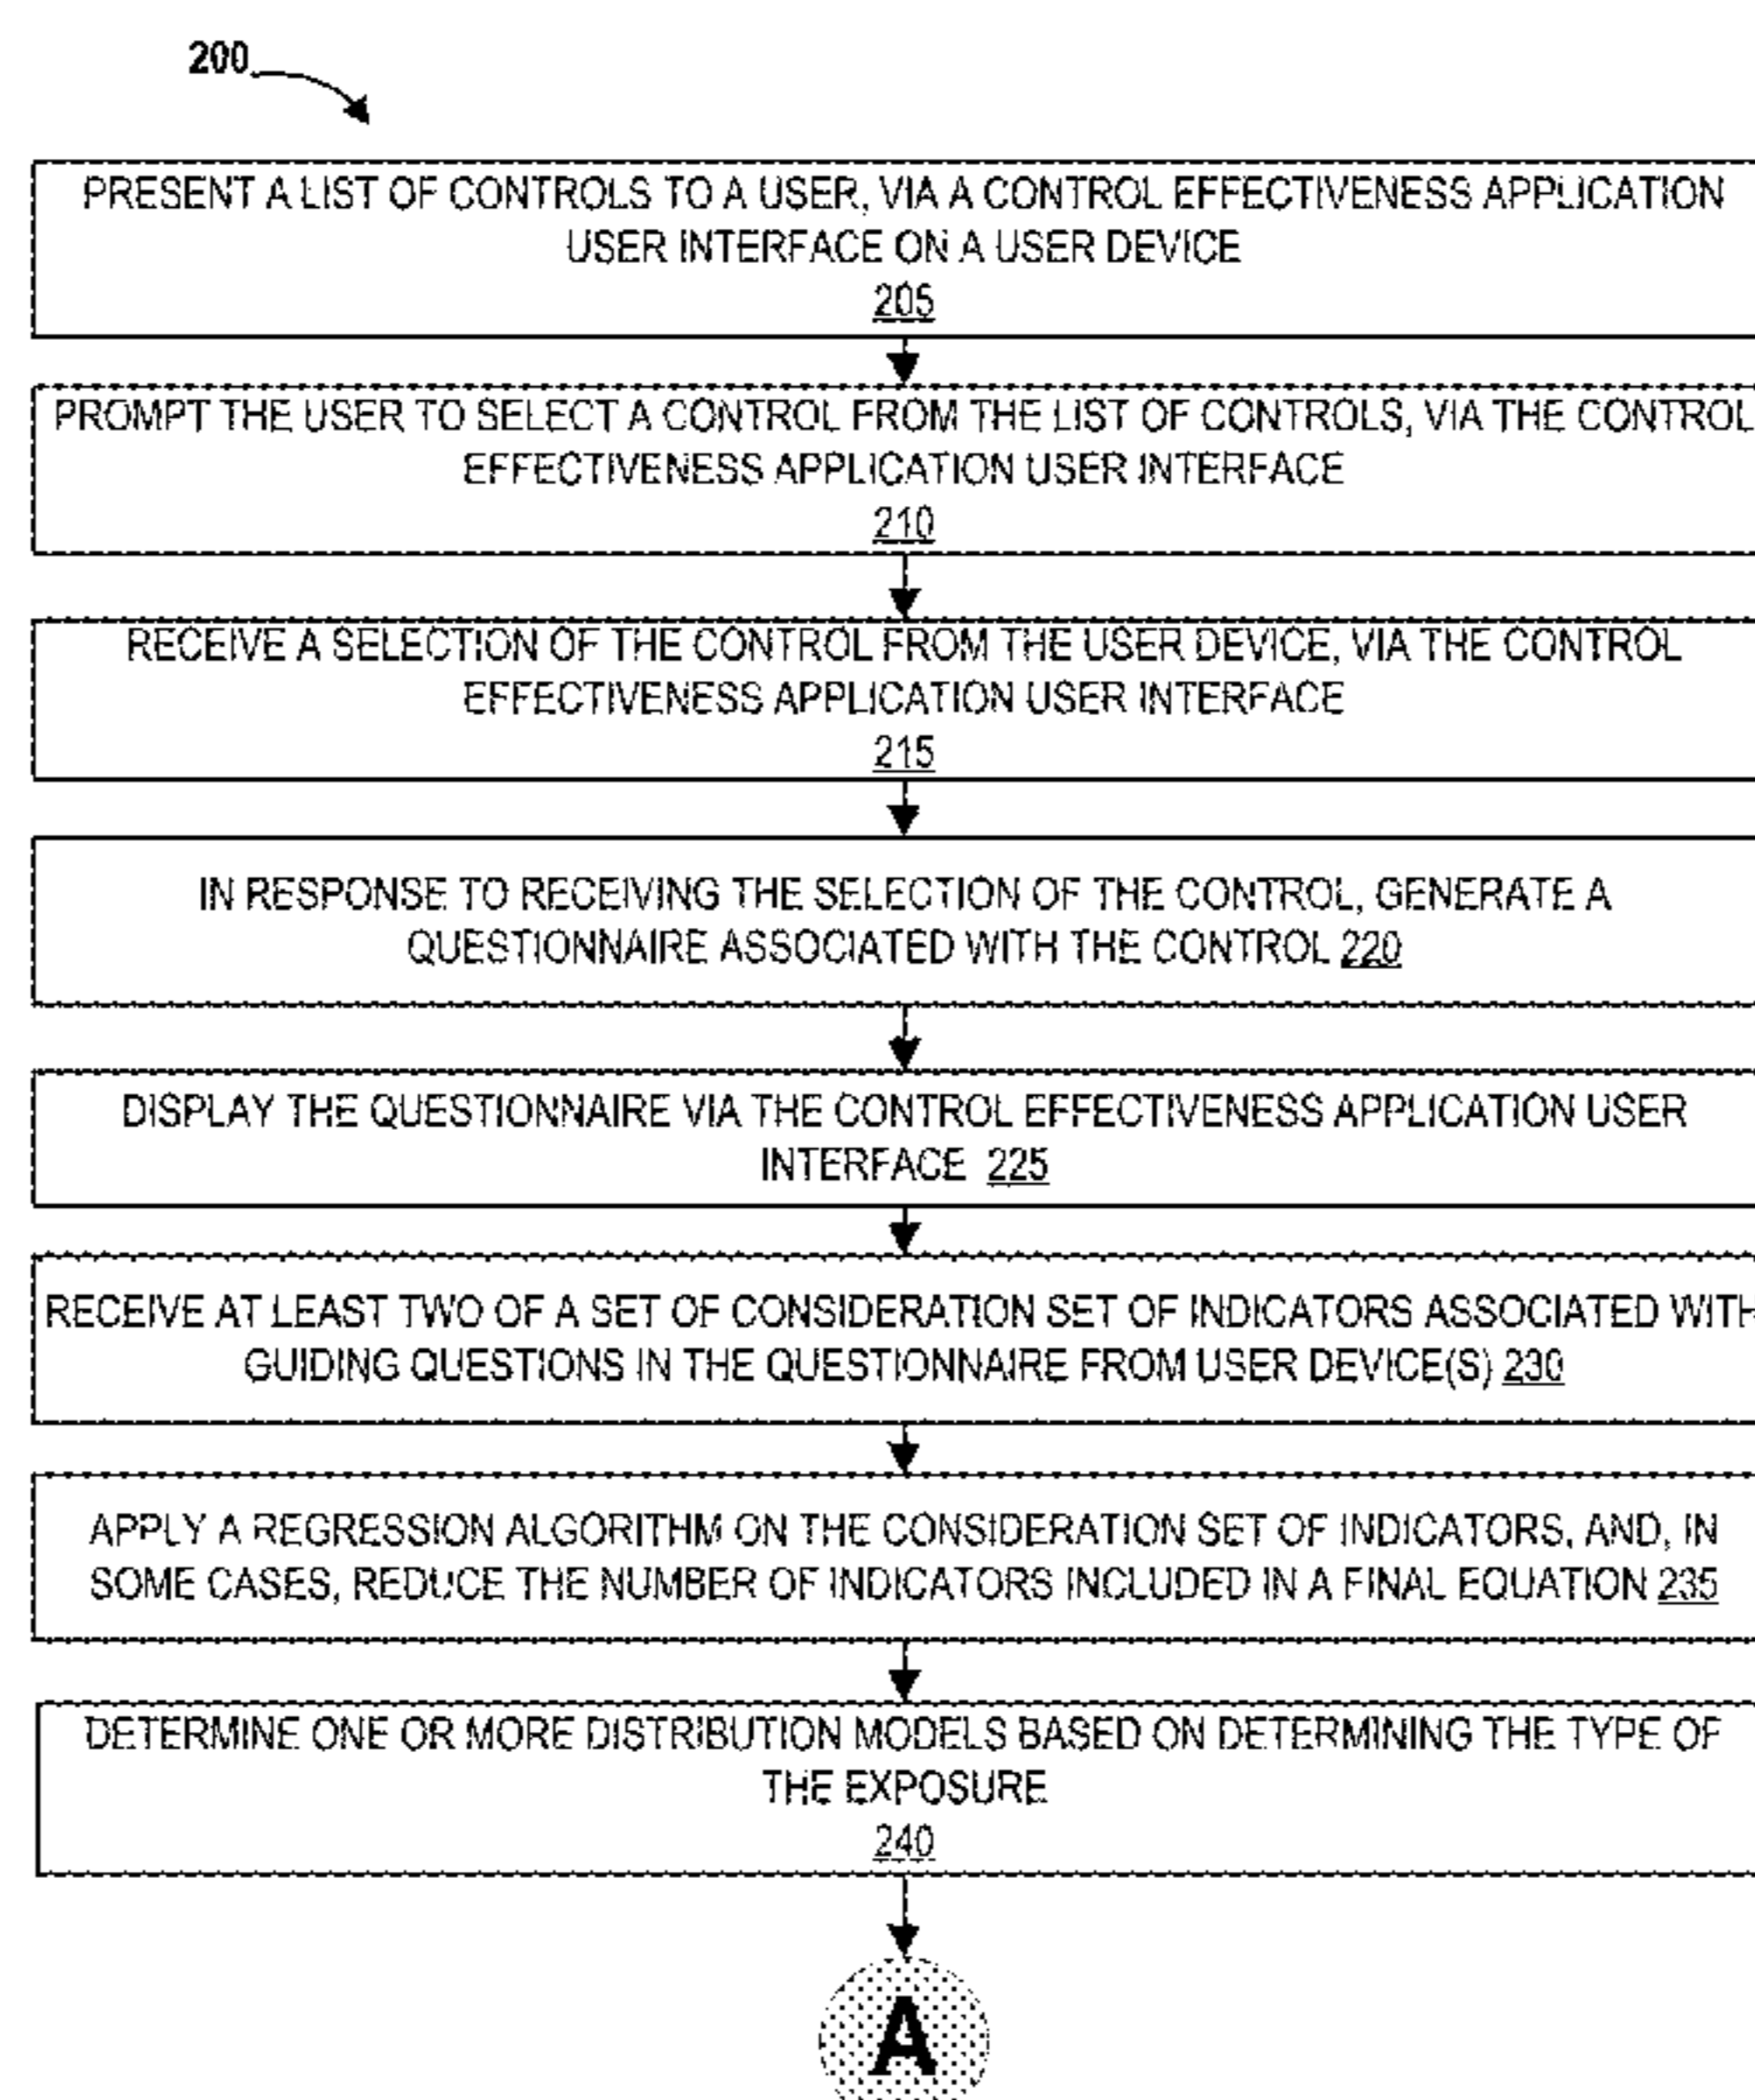 200
PRESENT A LIST OF CONTROLS TO A USER, VIA A CONTROL EFFECTIVENESS APPLICATION
USER INTERFACE ON A USER DEVICE
205
PROMPT THE USER TO SELECT A CONTROL FROM THE LIST OF CONTROLS, VIA THE CONTROL
EFFECTIVENESS APPLICATION USER INTERFACE
210
RECEIVE A SELECTION OF THE CONTROL FROM THE USER DEVICE, VIA THE CONTROL
EFFECTIVENESS APPLICATION USER INTERFACE
215
IN RESPONSE TO RECEIVING THE SELECTION OF THE CONTROL, GENERATE A
QUESTIONNAIRE ASSOCIATED WITH THE CONTROL 220
DISPLAY THE QUESTIONNAIRE VIA THE CONTROL EFFECTIVENESS APPLICATION USER
INTERFACE 225
RECEIVE AT LEAST TWO OF A SET OF CONSIDERATION SET OF INDICATORS ASSOCIATED WITH
GUIDING QUESTIONS IN THE QUESTIONNAIRE FROM USER DEVICE(S) 230
APPLY A REGRESSION ALGORITHM ON THE CONSIDERATION SET OF INDICATORS, AND, IN
SOME CASES, REDUCE THE NUMBER OF INDICATORS INCLUDED IN A FINAL EQUATION 235
DETERMINE ONE OR MORE DISTRIBUTION MODELS BASED ON DETERMINING THE TYPE OF
THE EXPOSURE
240
A